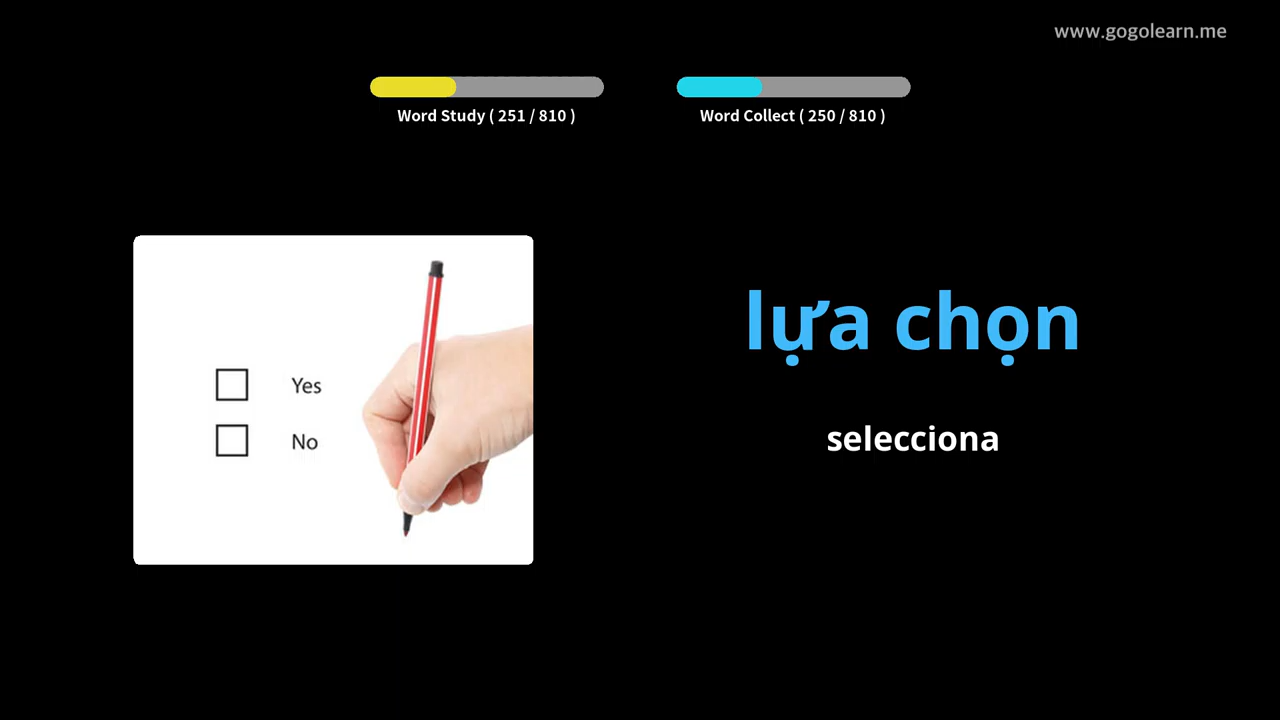 www.gogolearn.me
Word Study ( 251 / 810 )
Word Collect ( 250 / 810 )
lựa chọn
selecciona
Yes
No